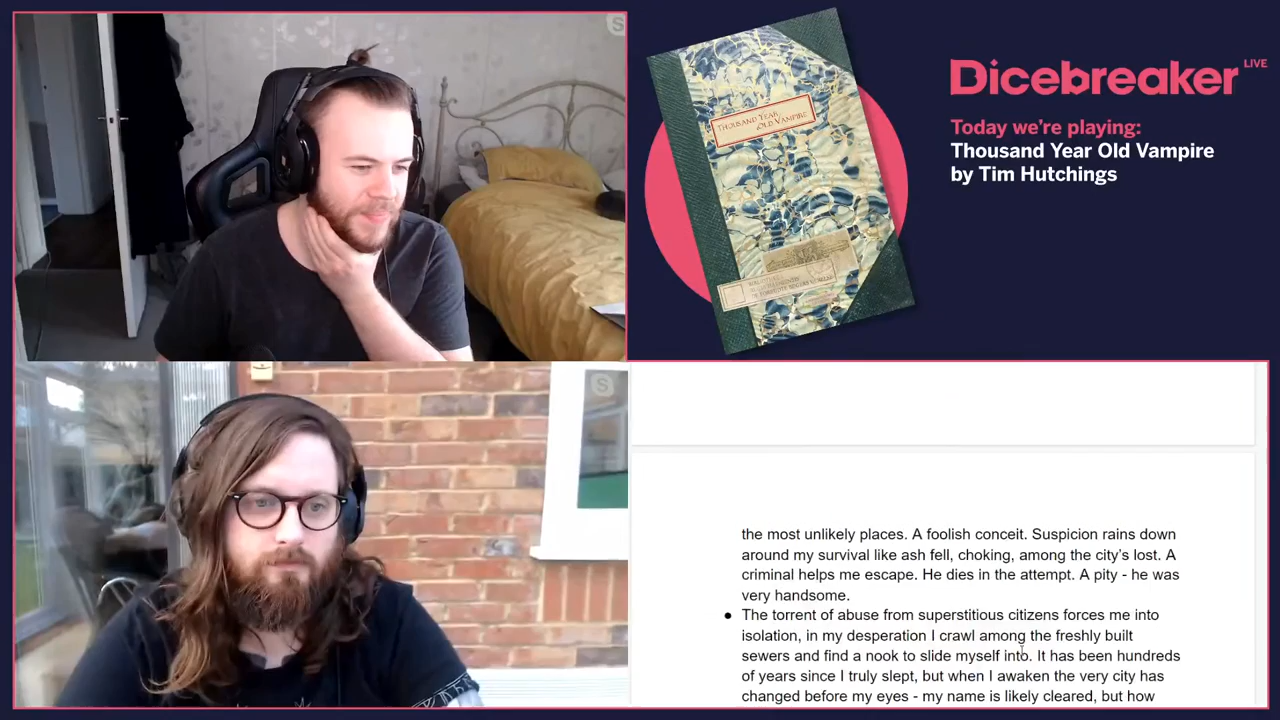 THOUSAND YEAR
OLD VAMPIRE
Dicebreaker LIVE
Today we're playing:
Thousand Year Old Vampire
by Tim Hutchings
the most unlikely places. A foolish conceit. Suspicion rains down
around my survival like ash fell, choking, among the city's lost. A
criminal helps me escape. He dies in the attempt. A pity - he was
very handsome.
● The torrent of abuse from superstitious citizens forces me into
isolation, in my desperation I crawl among the freshly built
sewers and find a nook to slide myself into. It has been hundreds
of years since I truly slept, but when I awaken the very city has
changed before my eyes - my name is likely cleared, but how